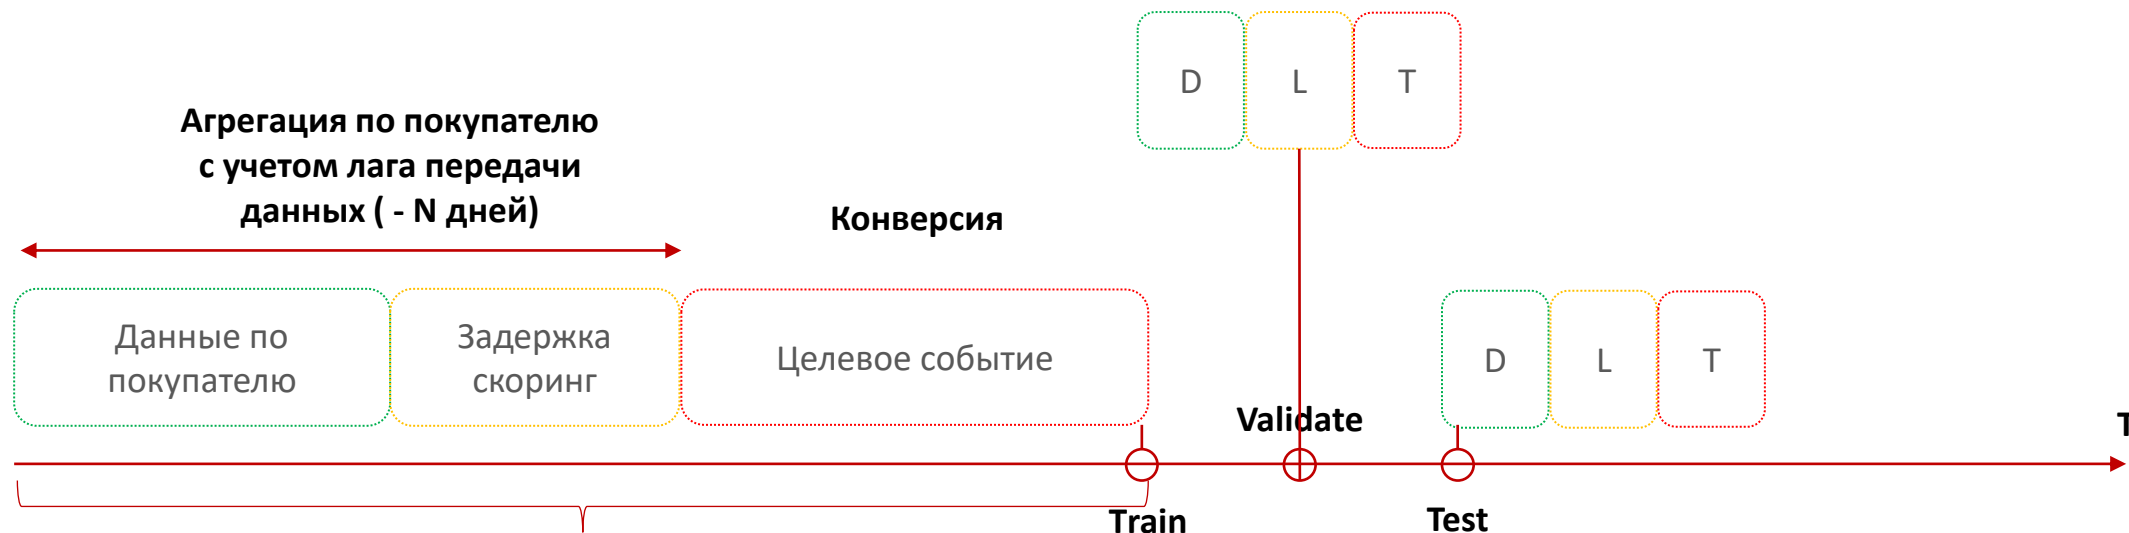 D
L
T
Агрегация по покупателю
с учетом лага передачи
данных ( - N дней)
Конверсия
Данные по
покупателю
Задержка
скоринг
Целевое событие
D
L
T
Validate
T
Train
Test